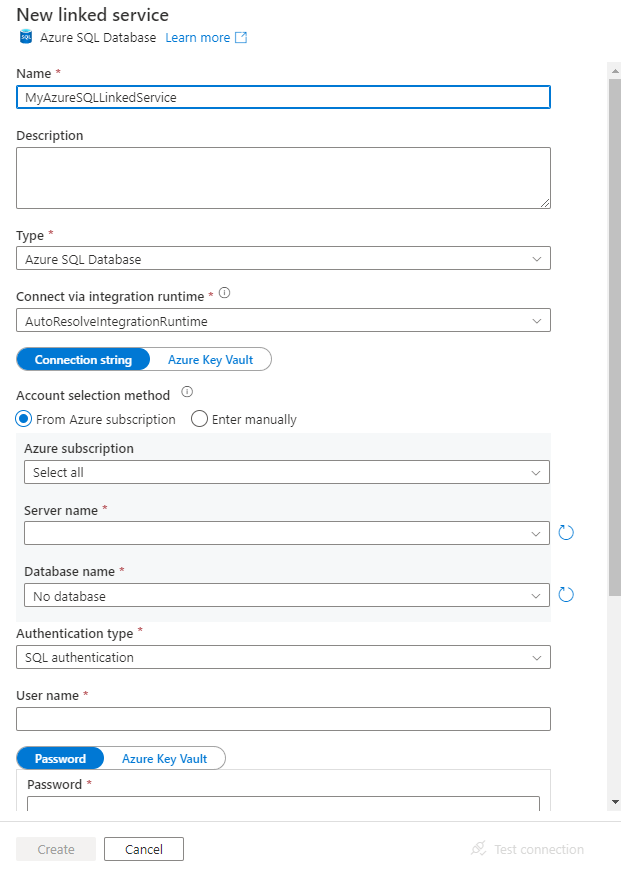 New linked service
SQL Azure SQL Database Learn more
Name *
MyAzureSQLLinkedService
Description
Type *
Azure SQL Database
Connect via integration runtime *
AutoResolveIntegrationRuntime
Connection string Azure Key Vault
Account selection method
From Azure subscription Enter manually
Azure subscription
Select all
Server name *
Database name *
No database
Authentication type *
SQL authentication
User name *
Password Azure Key Vault
Password *
Create Cancel Test connection